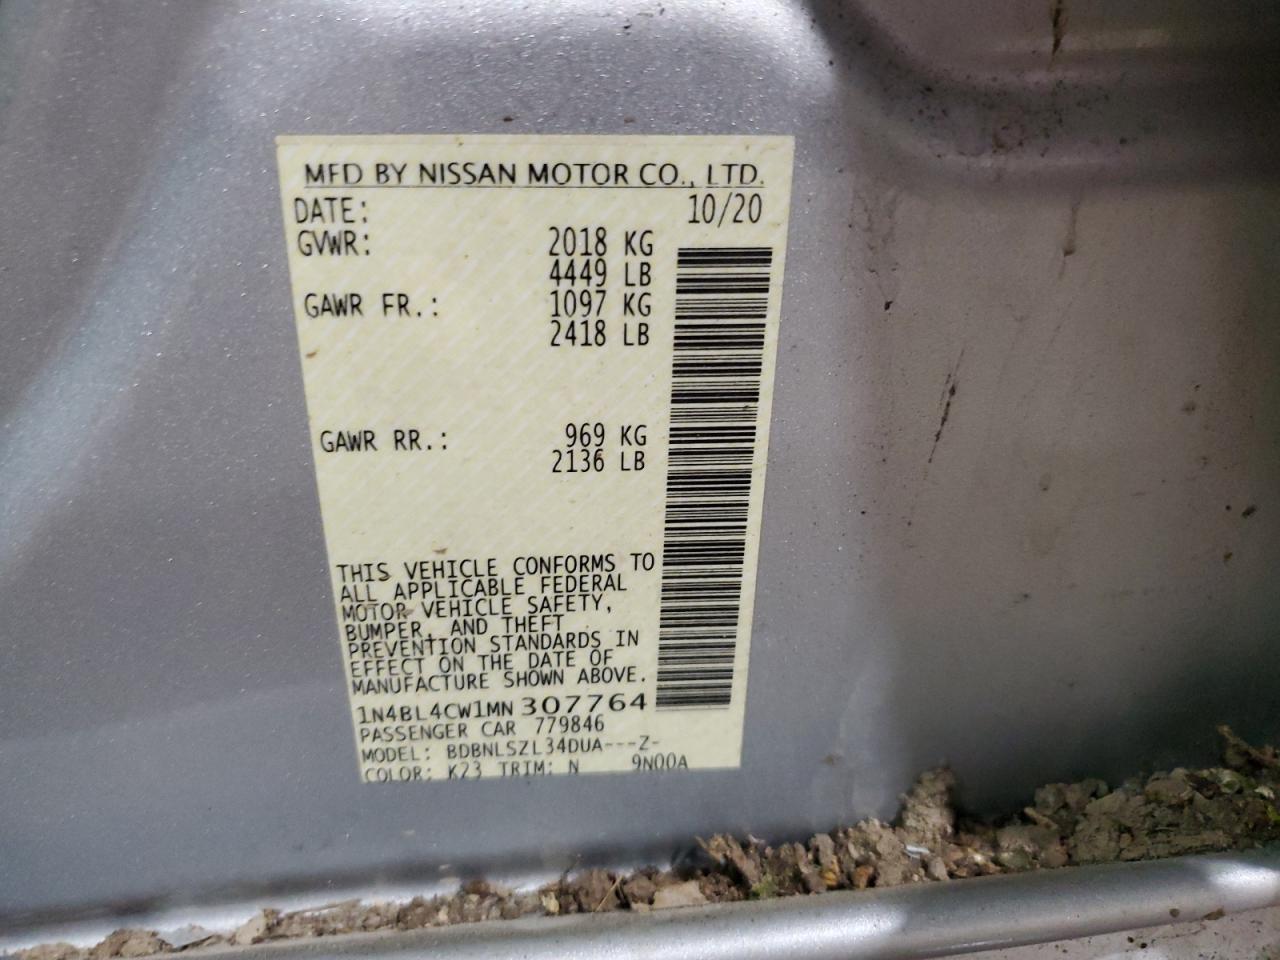 MFD BY NISSAN MOTOR CO., LTD.
DATE: 10/20
GVWR: 2018 KG
4449 LB
GAWR FR.: 1097 KG
2418 LB
GAWR RR.: 969 KG
2136 LB
THIS VEHICLE CONFORMS TO
ALL APPLICABLE FEDERAL
MOTOR VEHICLE SAFETY,
BUMPER, AND THEFT
PREVENTION STANDARDS IN
EFFECT ON THE DATE OF
MANUFACTURE SHOWN ABOVE.
1N4BL4CW1MN307764
PASSENGER CAR 779846
MODEL: BDBNLSZL34DUA---Z-
COLOR: K23 TRIM: N 9N00A